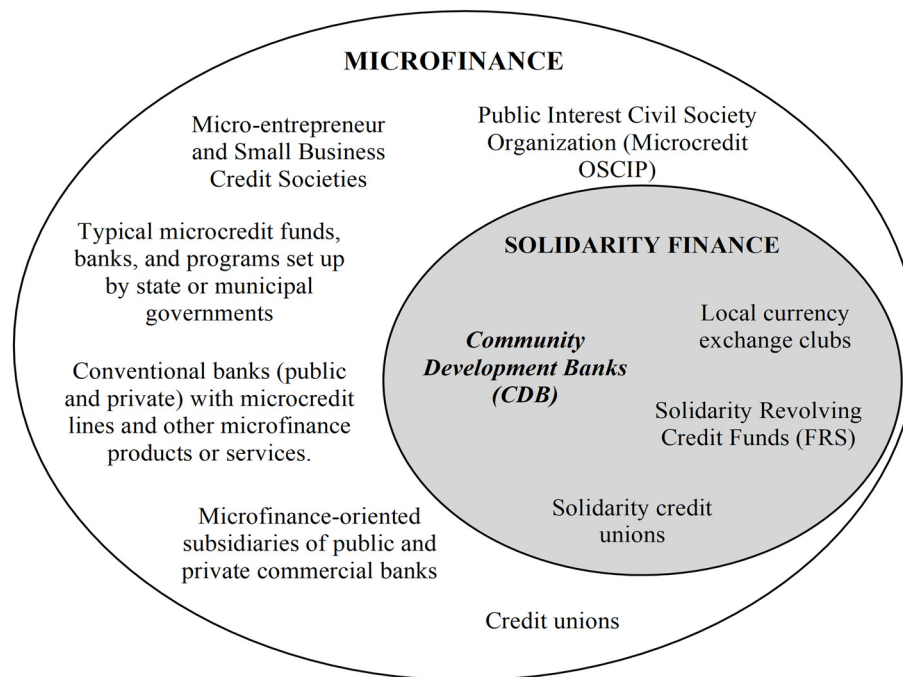 MICROFINANCE
Micro-entrepreneur
and Small Business
Credit Societies
Public Interest Civil Society
Organization (Microcredit
OSCIP)
Typical microcredit funds,
banks, and programs set up
by state or municipal
governments
Conventional banks (public
and private) with microcredit
lines and other microfinance
products or services.
Microfinance-oriented
subsidiaries of public and
private commercial banks
Credit unions
SOLIDARITY FINANCE
Community
Development Banks
(CDB)
Local currency
exchange clubs
Solidarity Revolving
Credit Funds (FRS)
Solidarity credit
unions